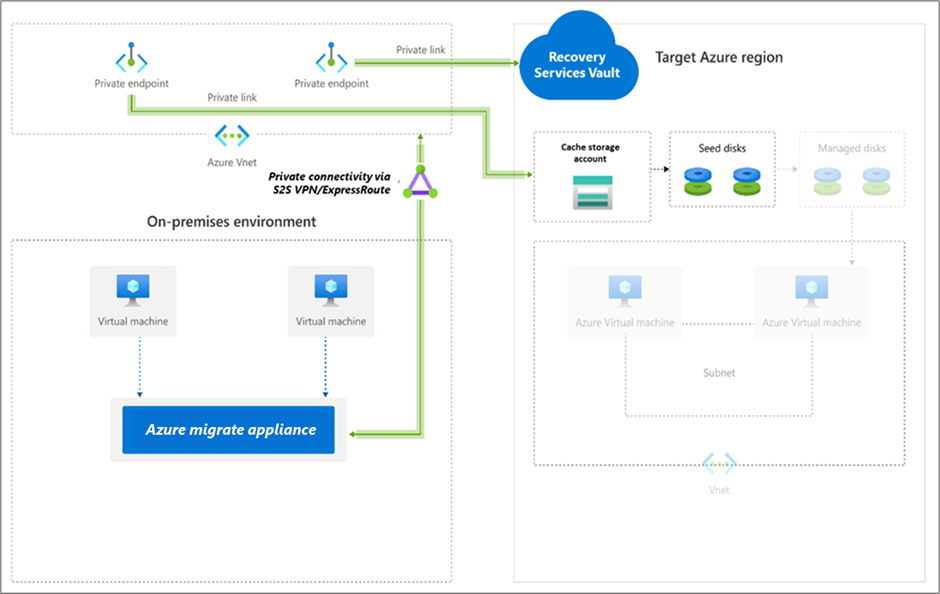 Private link
Recovery
Services Vault
Target Azure region
Private endpoint
Private endpoint
Private link
Azure Vnet
Cache storage
account
Seed disks
Managed disks
Private connectivity via
S2S VPN/ExpressRoute
On-premises environment
Virtual machine
Virtual machine
Azure Virtual machine
Azure Virtual machine
Subnet
Azure migrate appliance
Vnet